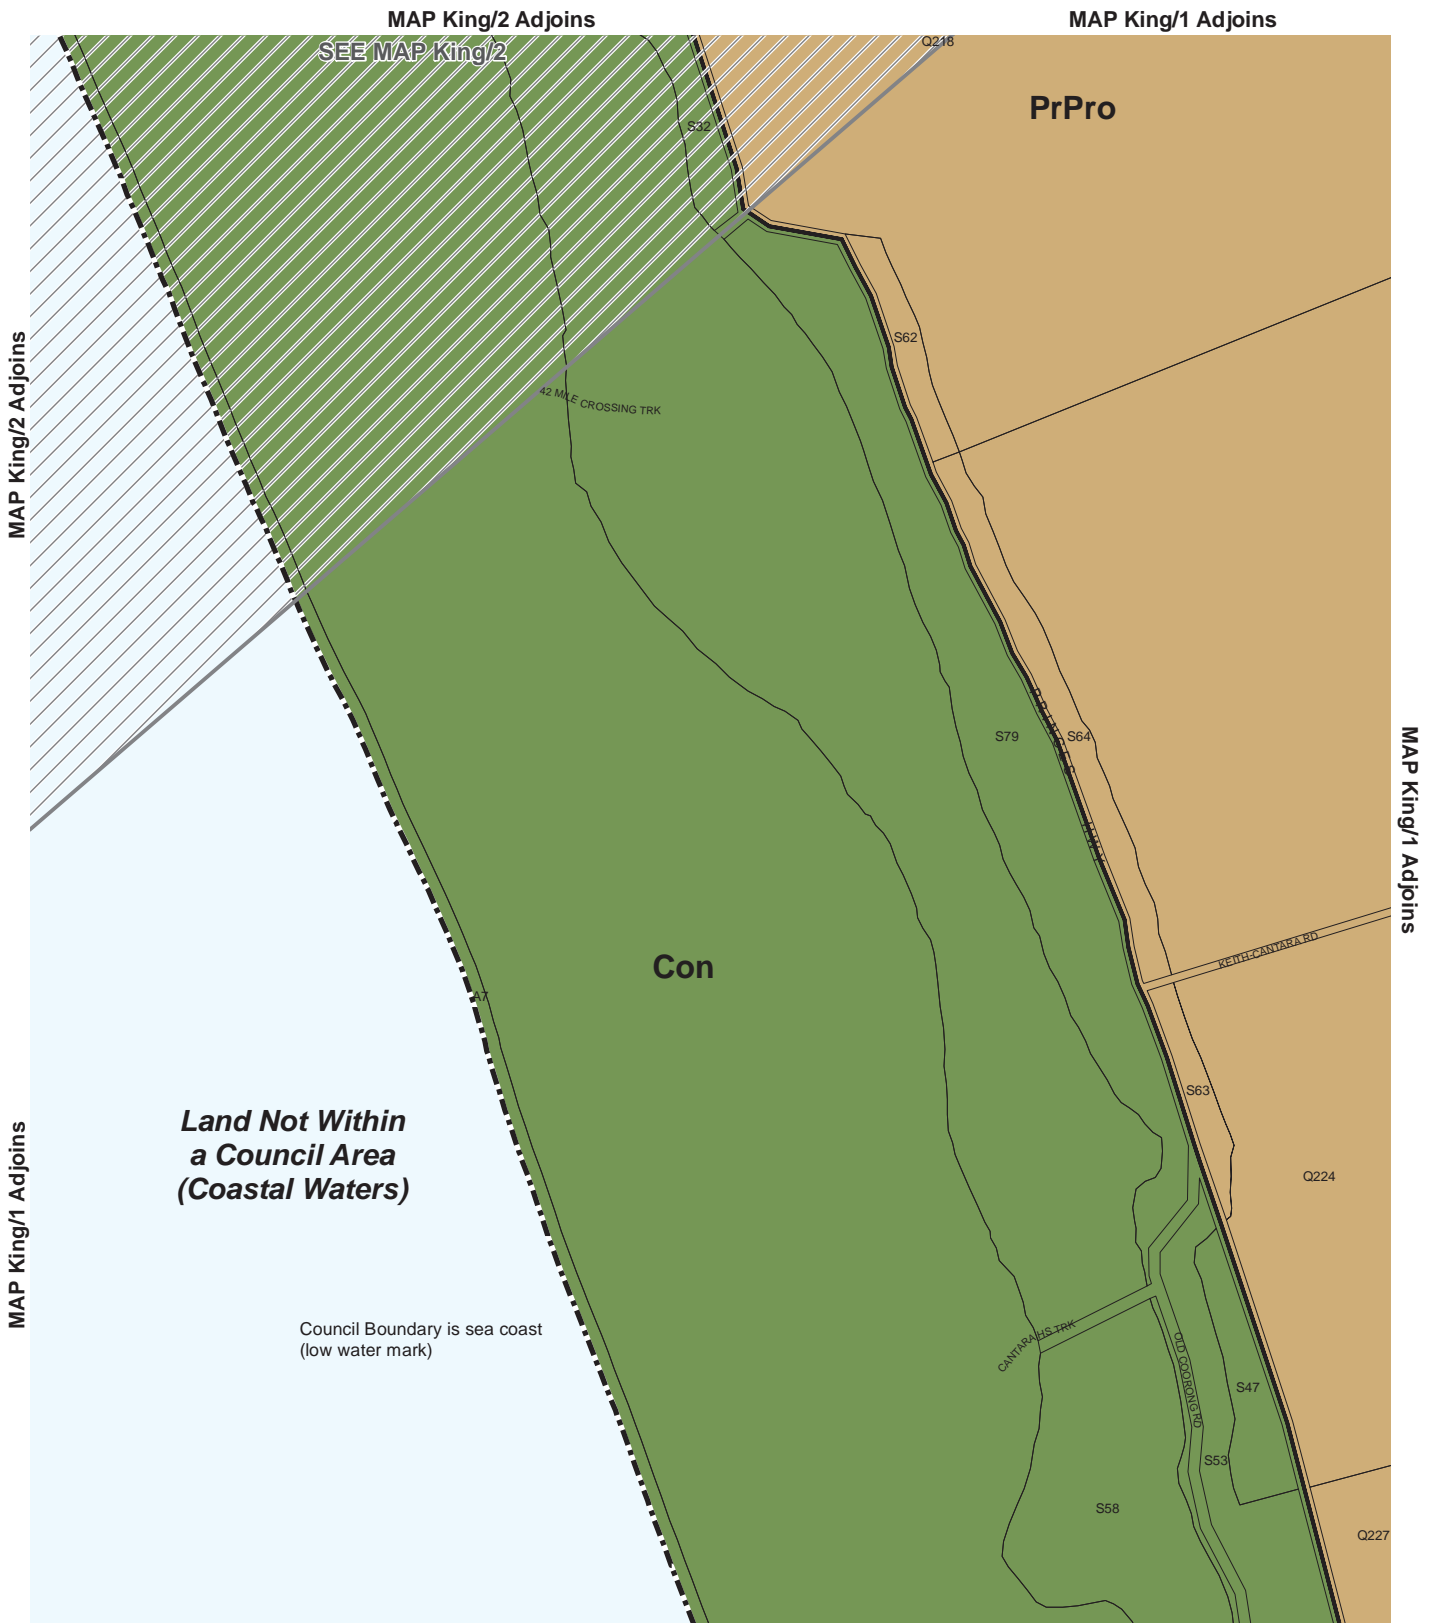 MAP King/2 Adjoins
MAP King/1 Adjoins
SEE MAP King/2
Q218
PrPro
S32
S62
MAP King/2 Adjoins
42 MILE CROSSING TRK
PRINCES HWY
S79
S64
MAP King/1 Adjoins
KEITH-CANTARA RD
Con
A7
S63
Land Not Within
a Council Area
(Coastal Waters)
Q224
MAP King/1 Adjoins
Council Boundary is sea coast
(low water mark)
CANTARA HS TRK
OLD COORONG RD
S47
S53
S58
Q227